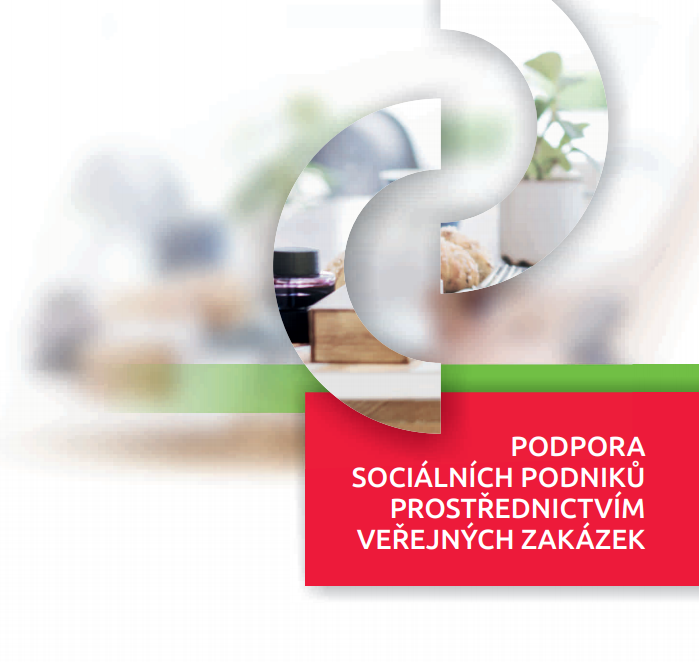 PODPORA
SOCIÁLNÍCH PODNIKŮ
PROSTŘEDNICTVÍM
VEŘEJNÝCH ZAKÁZEK